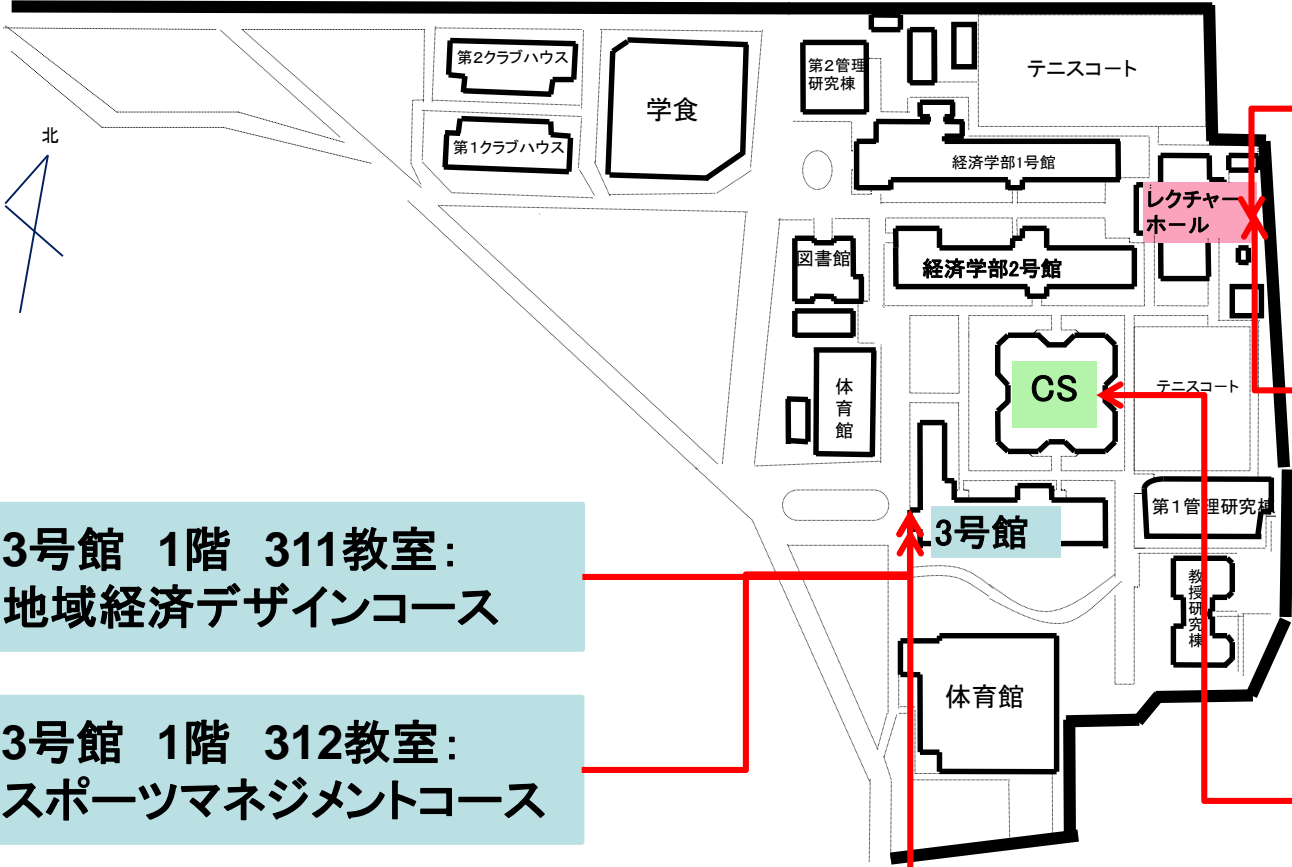 第2クラブハウス
学食
第2管理
研究棟
テニスコート
北
第1クラブハウス
経済学部1号館
レクチャー
ホール
図書館
経済学部2号館
体
育
館
CS
テニスコート
3号館
第1管理研究棟
3号館 1階 311教室：
地域経済デザインコース
教
授
研
究
棟
体育館
3号館 1階 312教室：
スポーツマネジメントコース